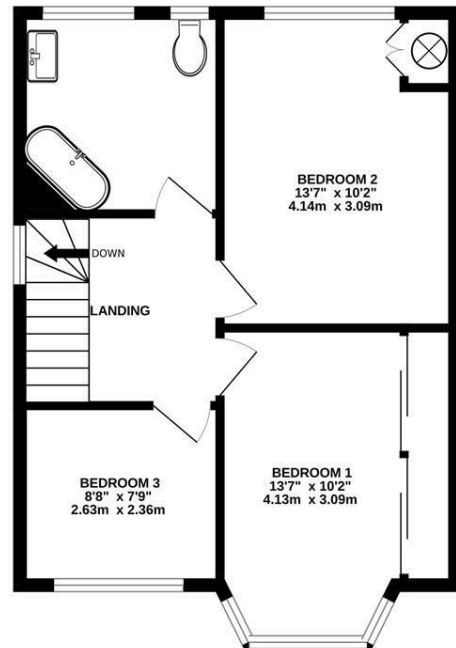 BEDROOM 2
13'7" x 10'2"
4.14m x 3.09m
DOWN
LANDING
BEDROOM 3
8'8" x 7'9"
2.63m x 2.36m
BEDROOM 1
13'7" x 10'2"
4.13m x 3.09m